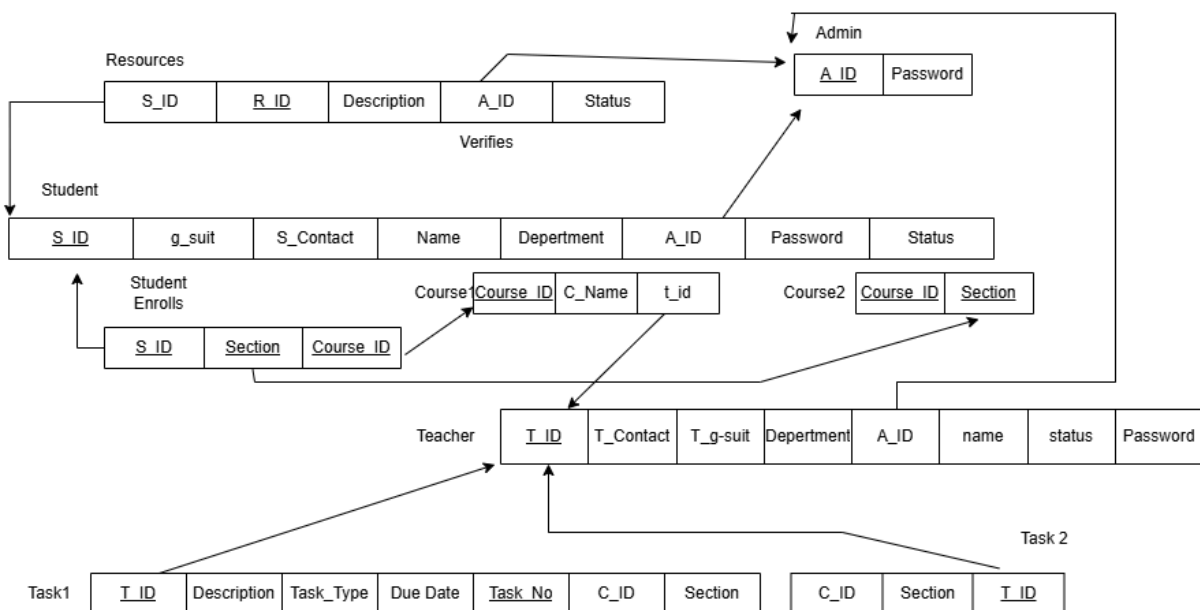 Admin
A_ID Password
Resources
S_ID R_ID Description A_ID Status
Verifies
Student
S_ID g_suit S_Contact Name Depertment A_ID Password Status
Student
Enrolls
S_ID Section Course_ID
Course1 Course_ID C_Name t_id
Course2 Course_ID Section
Teacher T_ID T_Contact T_g-suit Depertment A_ID name status Password
Task1 T_ID Description Task_Type Due Date Task_No C_ID Section
Task 2
C_ID Section T_ID